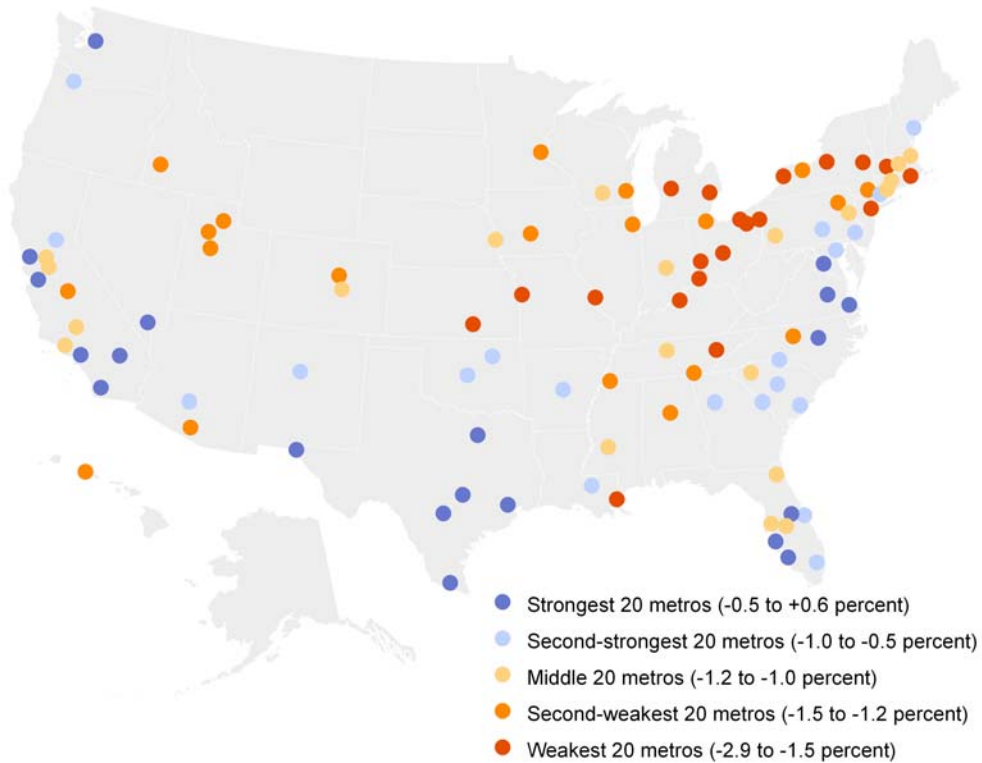 Strongest 20 metros (-0.5 to +0.6 percent)
Second-strongest 20 metros (-1.0 to -0.5 percent)
Middle 20 metros (-1.2 to -1.0 percent)
Second-weakest 20 metros (-1.5 to -1.2 percent)
Weakest 20 metros (-2.9 to -1.5 percent)